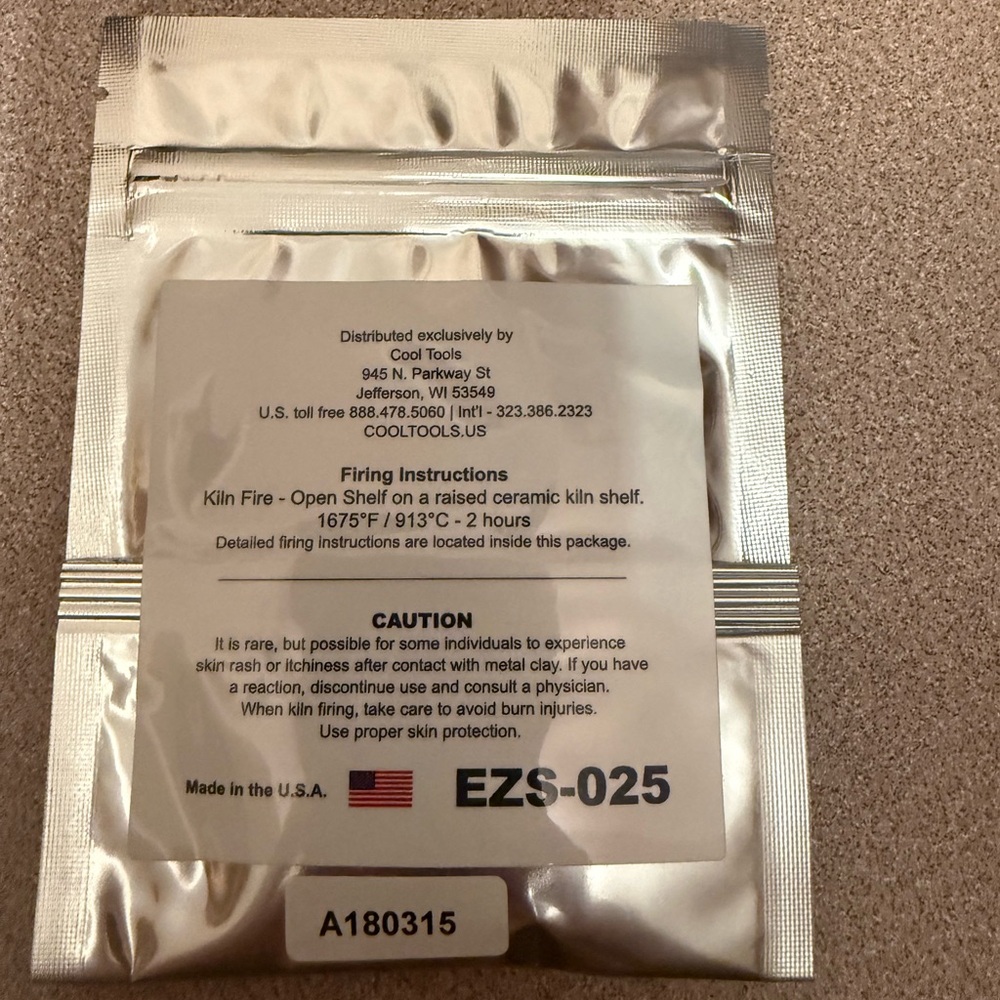 Distributed exclusively by
Cool Tools
945 N. Parkway St
Jefferson, WI 53549
U.S. toll free 888.478.5060 | Int'l - 323.386.2323
COOLTOOLS.US
Firing Instructions
Kiln Fire - Open Shelf on a raised ceramic kiln shelf.
1675°F / 913°C - 2 hours
Detailed firing instructions are located inside this package.
CAUTION
It is rare, but possible for some individuals to experience
skin rash or itchiness after contact with metal clay. If you have
a reaction, discontinue use and consult a physician.
When kiln firing, take care to avoid burn injuries.
Use proper skin protection.
Made in the U.S.A. EZS-025
A180315